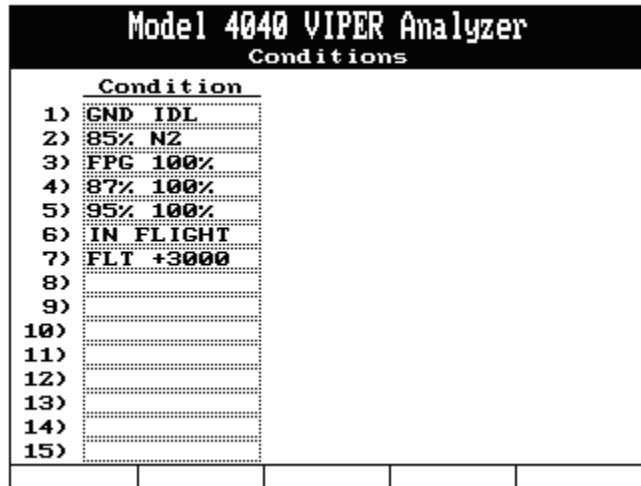 Model 4040 VIPER Analyzer
Conditions
Condition
1) GND IDL
2) 85% N2
3) FPG 100%
4) 87% 100%
5) 95% 100%
6) IN FLIGHT
7) FLT +3000
8)
9)
10)
11)
12)
13)
14)
15)